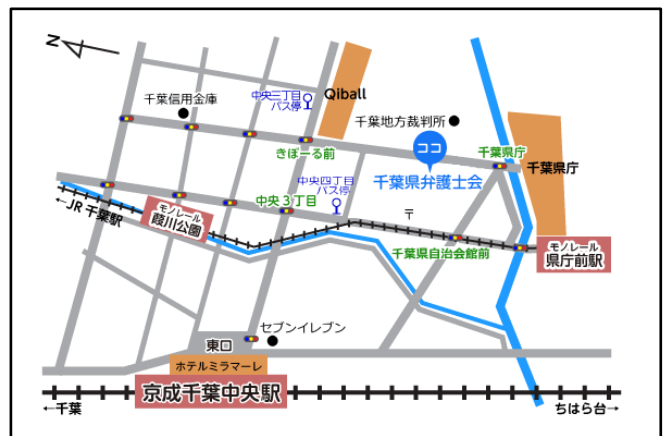 N
中央三丁目
バス停
Qiball
千葉信用金庫
千葉地方裁判所
ココ
きぼーる前
千葉県庁
千葉県庁
千葉県弁護士会
中央四丁目
バス停
中央3丁目
←JR 千葉駅
モノレール
葭川公園
〒
千葉県自治会館前
モノレール
県庁前駅
セブンイレブン
東口
ホテルミラマーレ
京成千葉中央駅
←千葉
ちはら台→